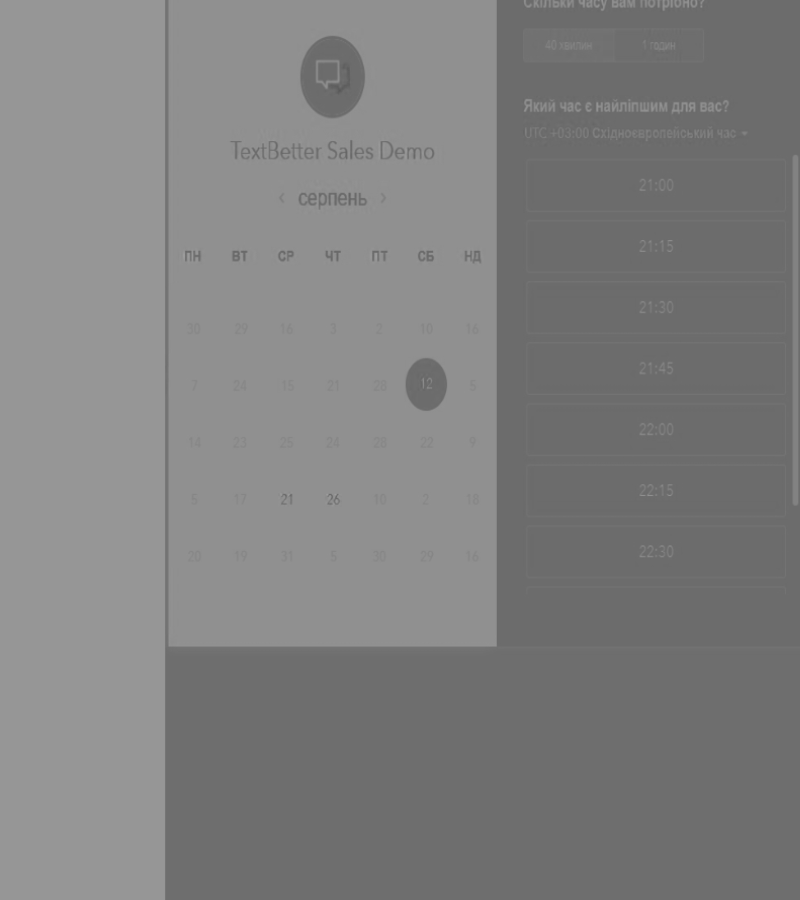 TextBetter Sales Demo
‹ серпень ›
ПН ВТ СР ЧТ ПТ СБ НД
30 29 16 3 2 10 16
7 24 15 21 28 12 5
14 23 25 24 28 22 9
5 17 21 26 10 2 18
20 19 31 5 30 29 16
Скільки часу вам потрібно?
40 хвилин 1 годин
Який час є найліпшим для вас?
UTC +03:00 Східноєвропейський час
21:00
21:15
21:30
21:45
22:00
22:15
22:30